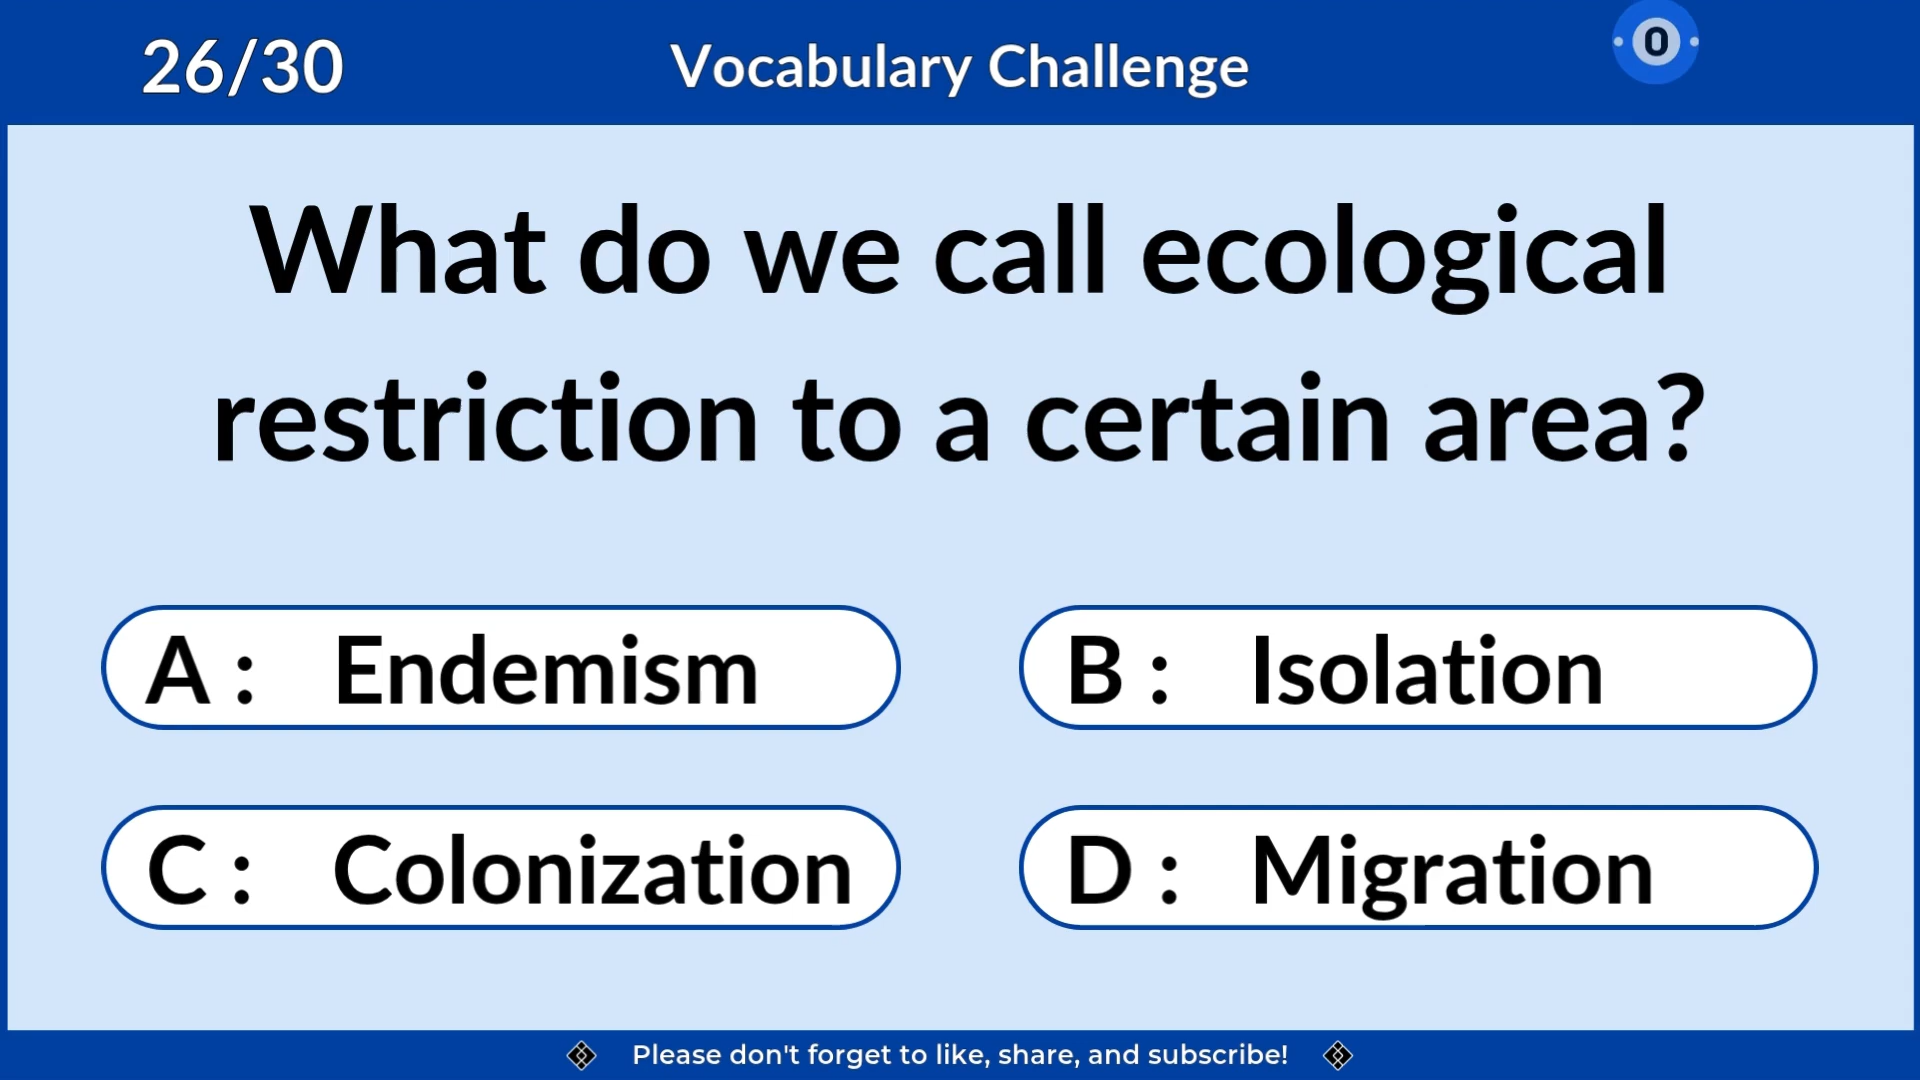 26/30
Vocabulary Challenge
0
What do we call ecological
restriction to a certain area?
A : Endemism
B : Isolation
C : Colonization
D : Migration
Please don't forget to like, share, and subscribe!